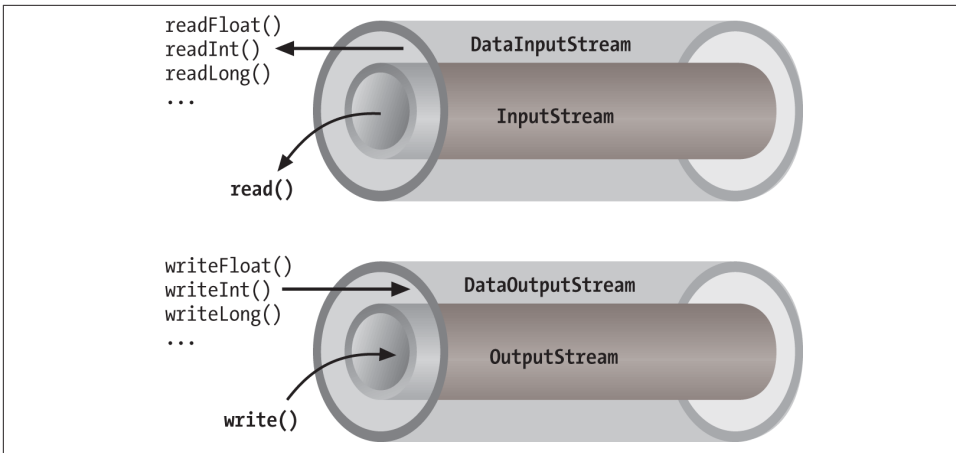 readFloat()
readInt()
readLong()
...
DataInputStream
InputStream
read()
writeFloat()
writeInt()
writeLong()
...
DataOutputStream
OutputStream
write()